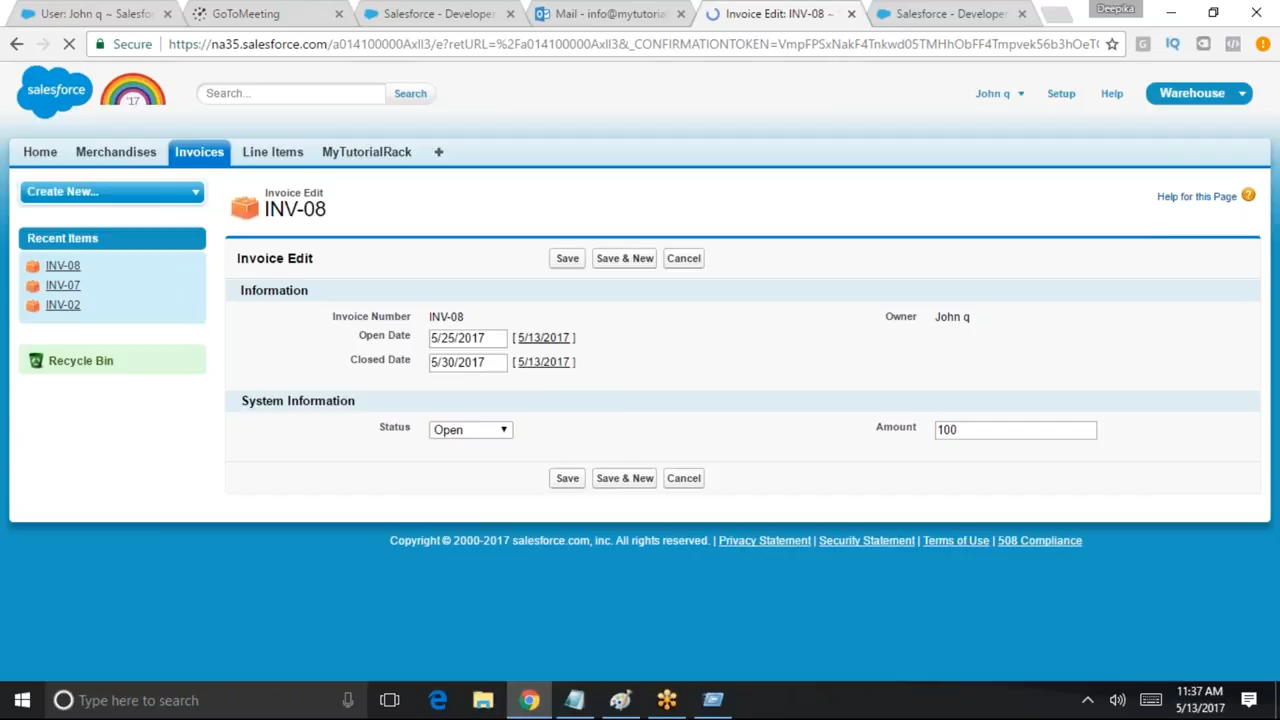 User: John q ~ Salesfo
GoToMeeting
Salesforce - Develope
Mail - info@mytutoria
Invoice Edit: INV-08 ~
Salesforce - Develope
Deepika
Secure
https://na35.salesforce.com/a014100000AxIl3/e?retURL=%2Fa014100000AxIl3&_CONFIRMATIONTOKEN=VmpFPSxNakF4Tnkwd05TMHhObFF4Tmpvek56b3hOeTC
salesforce
'17
Search...
Search
John q
Setup
Help
Warehouse
Home
Merchandises
Invoices
Line Items
MyTutorialRack
Create New...
Recent Items
INV-08
INV-07
INV-02
Recycle Bin
Invoice Edit
INV-08
Help for this Page
Invoice Edit
Save
Save & New
Cancel
Information
Invoice Number INV-08
Owner John q
Open Date 5/25/2017 [ 5/13/2017 ]
Closed Date 5/30/2017 [ 5/13/2017 ]
System Information
Status Open
Amount 100
Save
Save & New
Cancel
Copyright © 2000-2017 salesforce.com, inc. All rights reserved. | Privacy Statement | Security Statement | Terms of Use | 508 Compliance
Type here to search
11:37 AM
5/13/2017